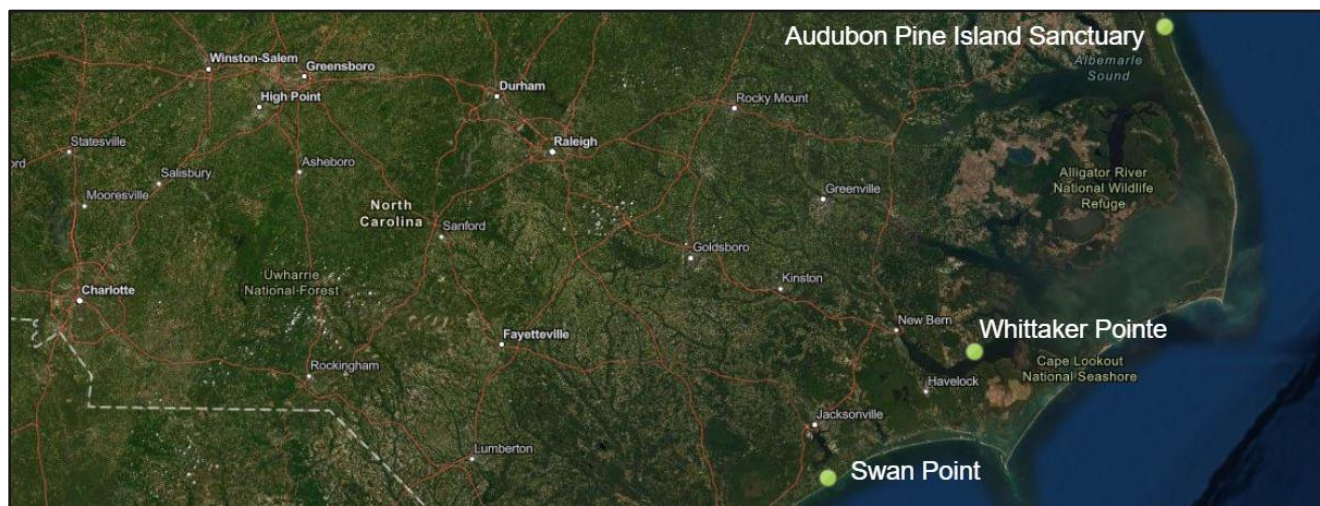 Audubon Pine Island Sanctuary
Albemarle
Sound
Winston-Salem
Greensboro
High Point
Durham
Rocky Mount
Raleigh
Statesville
ord
Salisbury
Asheboro
Mooresville
Alligator River
National Wildlife
Refuge
Greenville
North
Carolina
Sanford
Goldsboro
Uwharrie
National Forest
Charlotte
Kinston
New Bern
Whittaker Pointe
Fayetteville
Cape Lookout
National Seashore
Rockingham
Havelock
Jacksonville
Lumberton
Swan Point